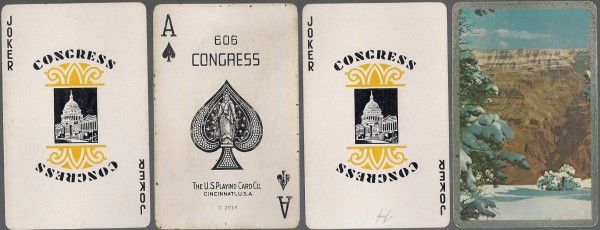 JOKER
CONGRESS
CONGRESS
JOKER
A
606
CONGRESS
THE U.S. PLAYING CARD CO.
CINCINNATI, U.S.A.
A
JOKER
CONGRESS
CONGRESS
JOKER